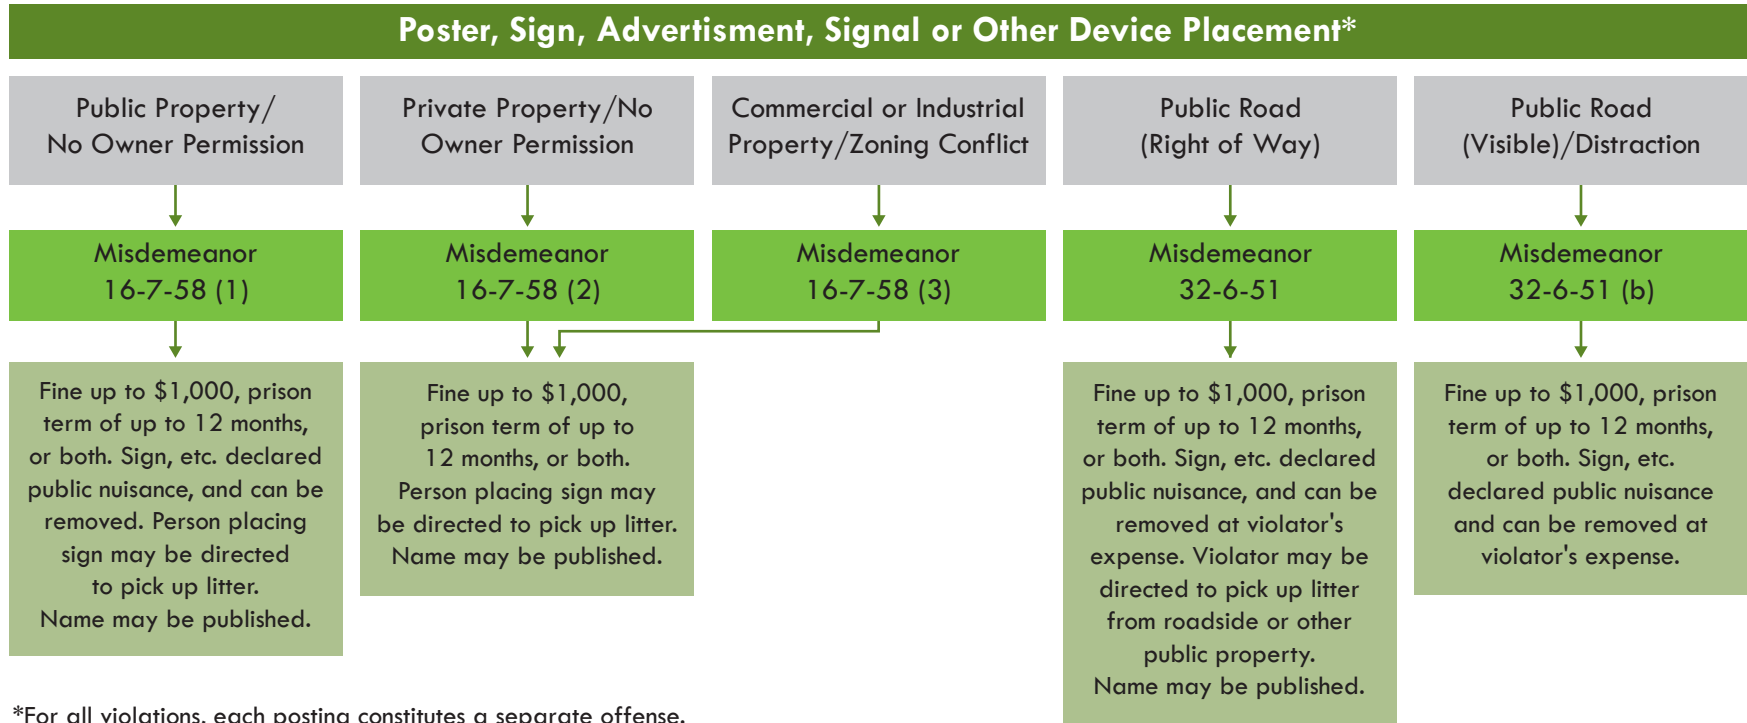 Poster, Sign, Advertisment, Signal or Other Device Placement*
Public Property/
No Owner Permission
Private Property/No
Owner Permission
Commercial or Industrial
Property/Zoning Conflict
Public Road
(Right of Way)
Public Road
(Visible)/Distraction
Misdemeanor
16-7-58 (1)
Misdemeanor
16-7-58 (2)
Misdemeanor
16-7-58 (3)
Misdemeanor
32-6-51
Misdemeanor
32-6-51 (b)
Fine up to $1,000, prison
term of up to 12 months,
or both. Sign, etc. declared
public nuisance, and can be
removed. Person placing
sign may be directed
to pick up litter.
Name may be published.
Fine up to $1,000,
prison term of up to
12 months, or both.
Person placing sign may
be directed to pick up litter.
Name may be published.
Fine up to $1,000, prison
term of up to 12 months,
or both. Sign, etc. declared
public nuisance, and can be
removed at violator's
expense. Violator may be
directed to pick up litter
from roadside or other
public property.
Name may be published.
Fine up to $1,000, prison
term of up to 12 months,
or both. Sign, etc.
declared public nuisance
and can be removed at
violator's expense.
*For all violations, each posting constitutes a separate offense.